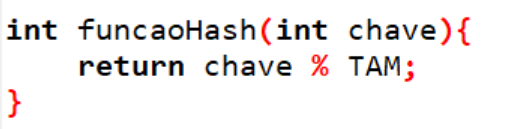 int funcaoHash(int chave){
    return chave % TAM;
}